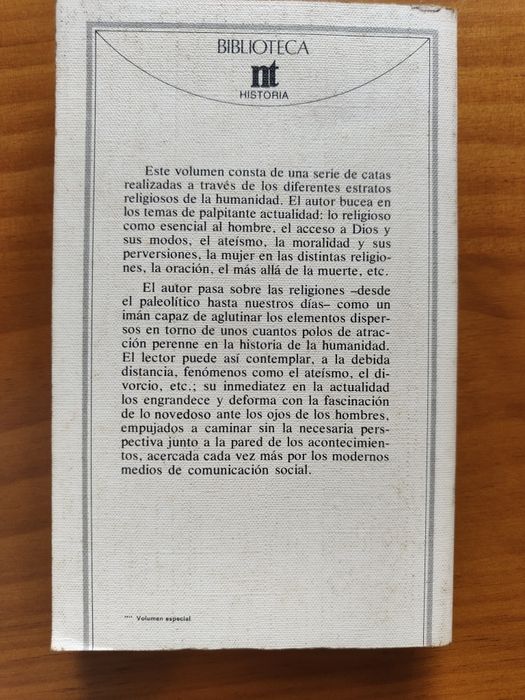 BIBLIOTECA
nt
HISTORIA
Este volumen consta de una serie de catas
realizadas a través de los diferentes estratos
religiosos de la humanidad. El autor bucea en
los temas de palpitante actualidad: lo religioso
como esencial al hombre, el acceso a Dios y
sus modos, el ateísmo, la moralidad y sus
perversiones, la mujer en las distintas religio-
nes, la oración, el más allá de la muerte, etc.
El autor pasa sobre las religiones –desde
el paleolítico hasta nuestros días– como un
imán capaz de aglutinar los elementos disper-
sos en torno de unos cuantos polos de atrac-
ción perenne en la historia de la humanidad.
El lector puede así contemplar, a la debida
distancia, fenómenos como el ateísmo, el di-
vorcio, etc.; su inmediatez en la actualidad
los engrandece y deforma con la fascinación
de lo novedoso ante los ojos de los hombres,
empujados a caminar sin la necesaria pers-
pectiva junto a la pared de los acontecimien-
tos, acercada cada vez más por los modernos
medios de comunicación social.
**** Volumen especial